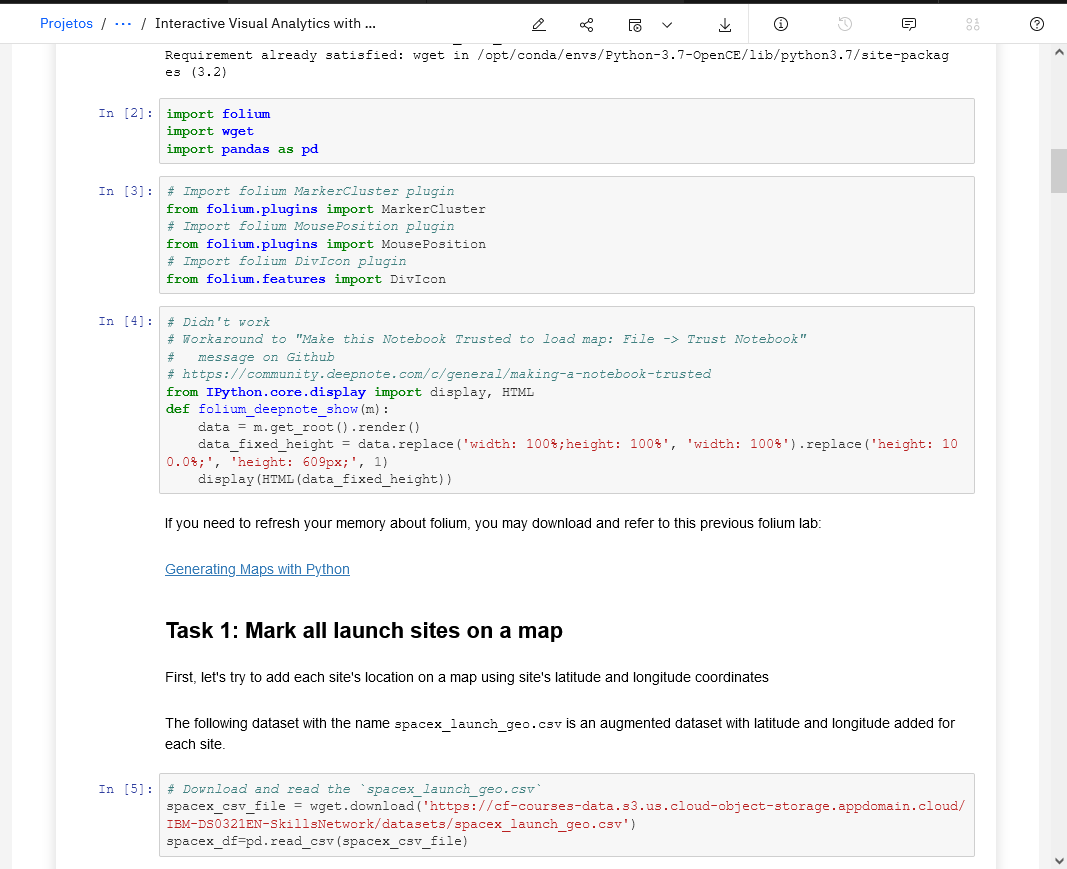 Projetos / ... / Interactive Visual Analytics with ...
Requirement already satisfied: wget in /opt/conda/envs/Python-3.7-OpenCE/lib/python3.7/site-packag
es (3.2)
In [2]:
import folium
import wget
import pandas as pd
In [3]:
# Import folium MarkerCluster plugin
from folium.plugins import MarkerCluster
# Import folium MousePosition plugin
from folium.plugins import MousePosition
# Import folium DivIcon plugin
from folium.features import DivIcon
In [4]:
# Didn't work
# Workaround to "Make this Notebook Trusted to load map: File -> Trust Notebook"
#   message on Github
# https://community.deepnote.com/c/general/making-a-notebook-trusted
from IPython.core.display import display, HTML
def folium_deepnote_show(m):
    data = m.get_root().render()
    data_fixed_height = data.replace('width: 100%;height: 100%', 'width: 100%').replace('height: 10
0.0%;', 'height: 609px;', 1)
    display(HTML(data_fixed_height))
If you need to refresh your memory about folium, you may download and refer to this previous folium lab:
Generating Maps with Python
Task 1: Mark all launch sites on a map
First, let's try to add each site's location on a map using site's latitude and longitude coordinates
The following dataset with the name spacex_launch_geo.csv is an augmented dataset with latitude and longitude added for
each site.
In [5]:
# Download and read the `spacex_launch_geo.csv`
spacex_csv_file = wget.download('https://cf-courses-data.s3.us.cloud-object-storage.appdomain.cloud/
IBM-DS0321EN-SkillsNetwork/datasets/spacex_launch_geo.csv')
spacex_df=pd.read_csv(spacex_csv_file)